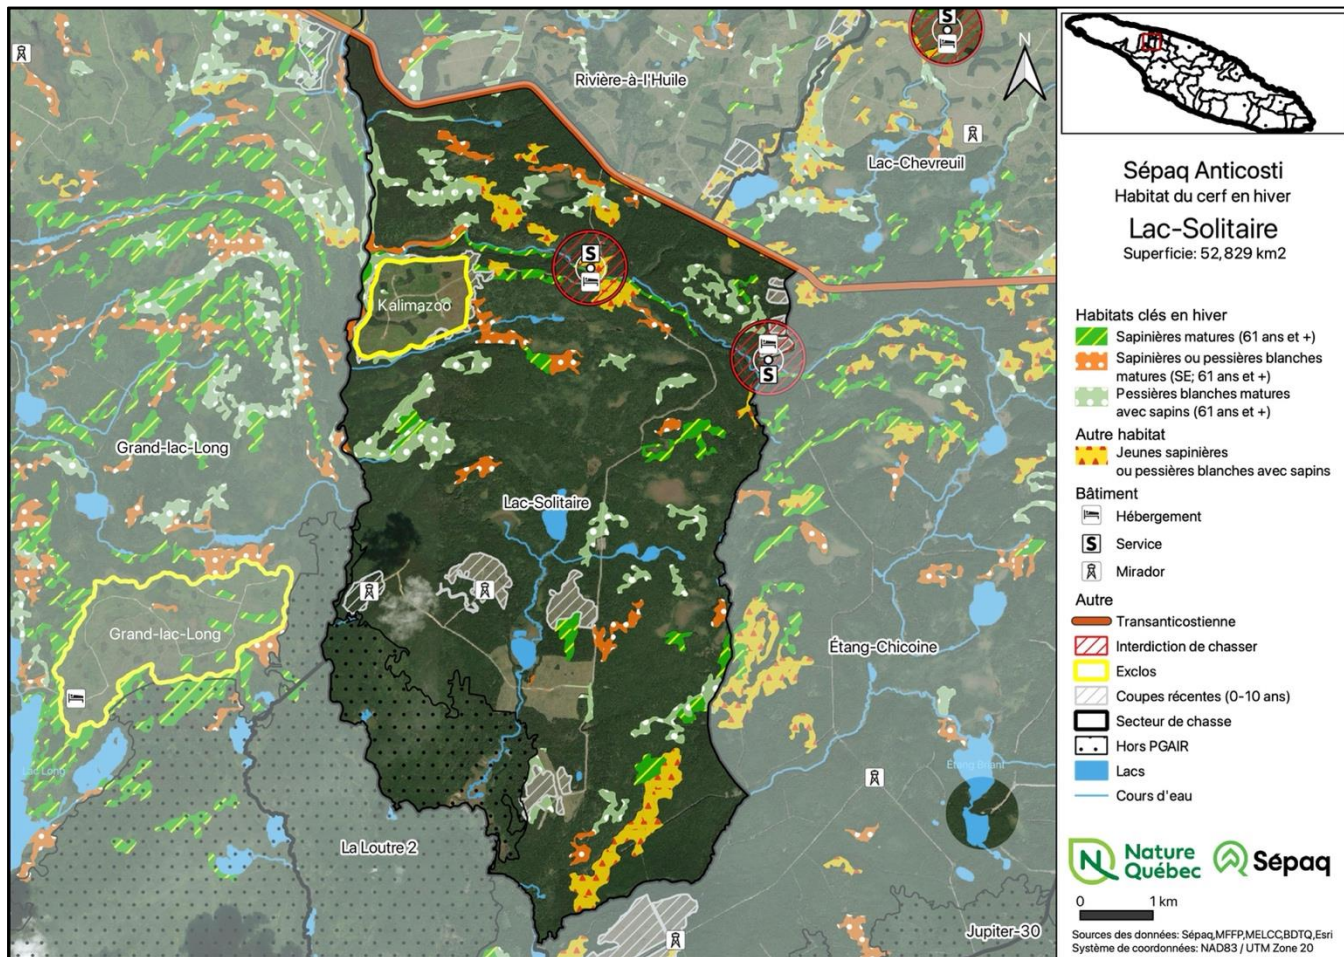 S
N
Rivière-à-l'Huile
Lac-Chevreuil
S
Kalimazoo
S
Grand-lac-Long
Lac-Solitaire
Grand-lac-Long
Étang-Chicoine
Lac Long
Étang Briant
La Loutre 2
Jupiter-30
Sépaq Anticosti
Habitat du cerf en hiver
Lac-Solitaire
Superficie: 52,829 km2
Habitats clés en hiver
Sapinières matures (61 ans et +)
Sapinières ou pessières blanches
matures (SE; 61 ans et +)
Pessières blanches matures
avec sapins (61 ans et +)
Autre habitat
Jeunes sapinières
ou pessières blanches avec sapins
Bâtiment
Hébergement
S Service
Mirador
Autre
Transanticostienne
Interdiction de chasser
Exclos
Coupes récentes (0-10 ans)
Secteur de chasse
Hors PGAIR
Lacs
Cours d'eau
N Nature
Québec
Sépaq
0 1 km
Sources des données: Sépaq,MFFP,MELCC,BDTQ,Esri
Système de coordonnées: NAD83 / UTM Zone 20